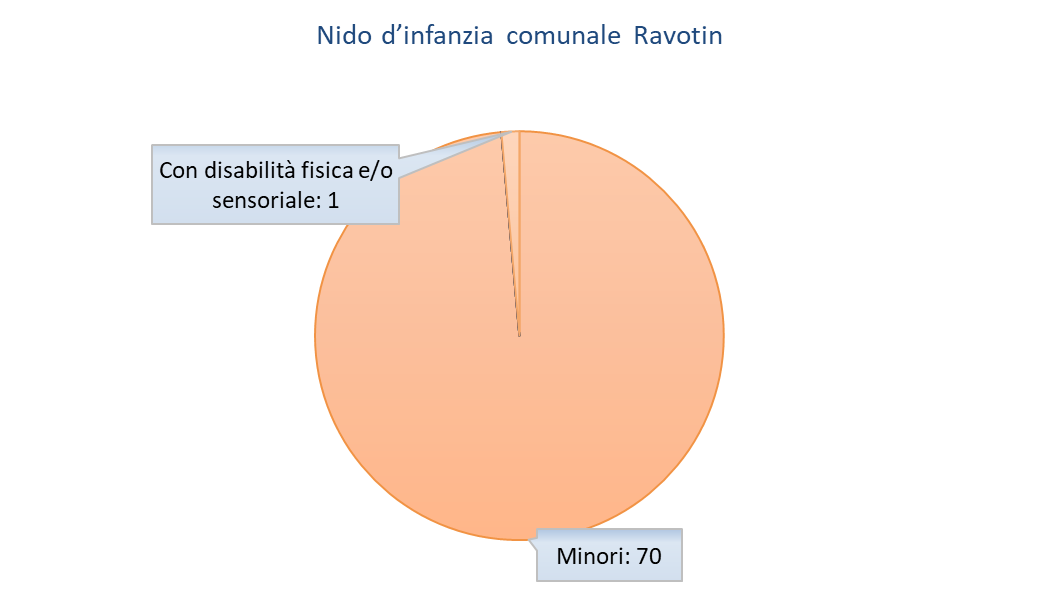 Nido d’infanzia comunale Ravotin
Con disabilità fisica e/o
sensoriale: 1
Minori: 70